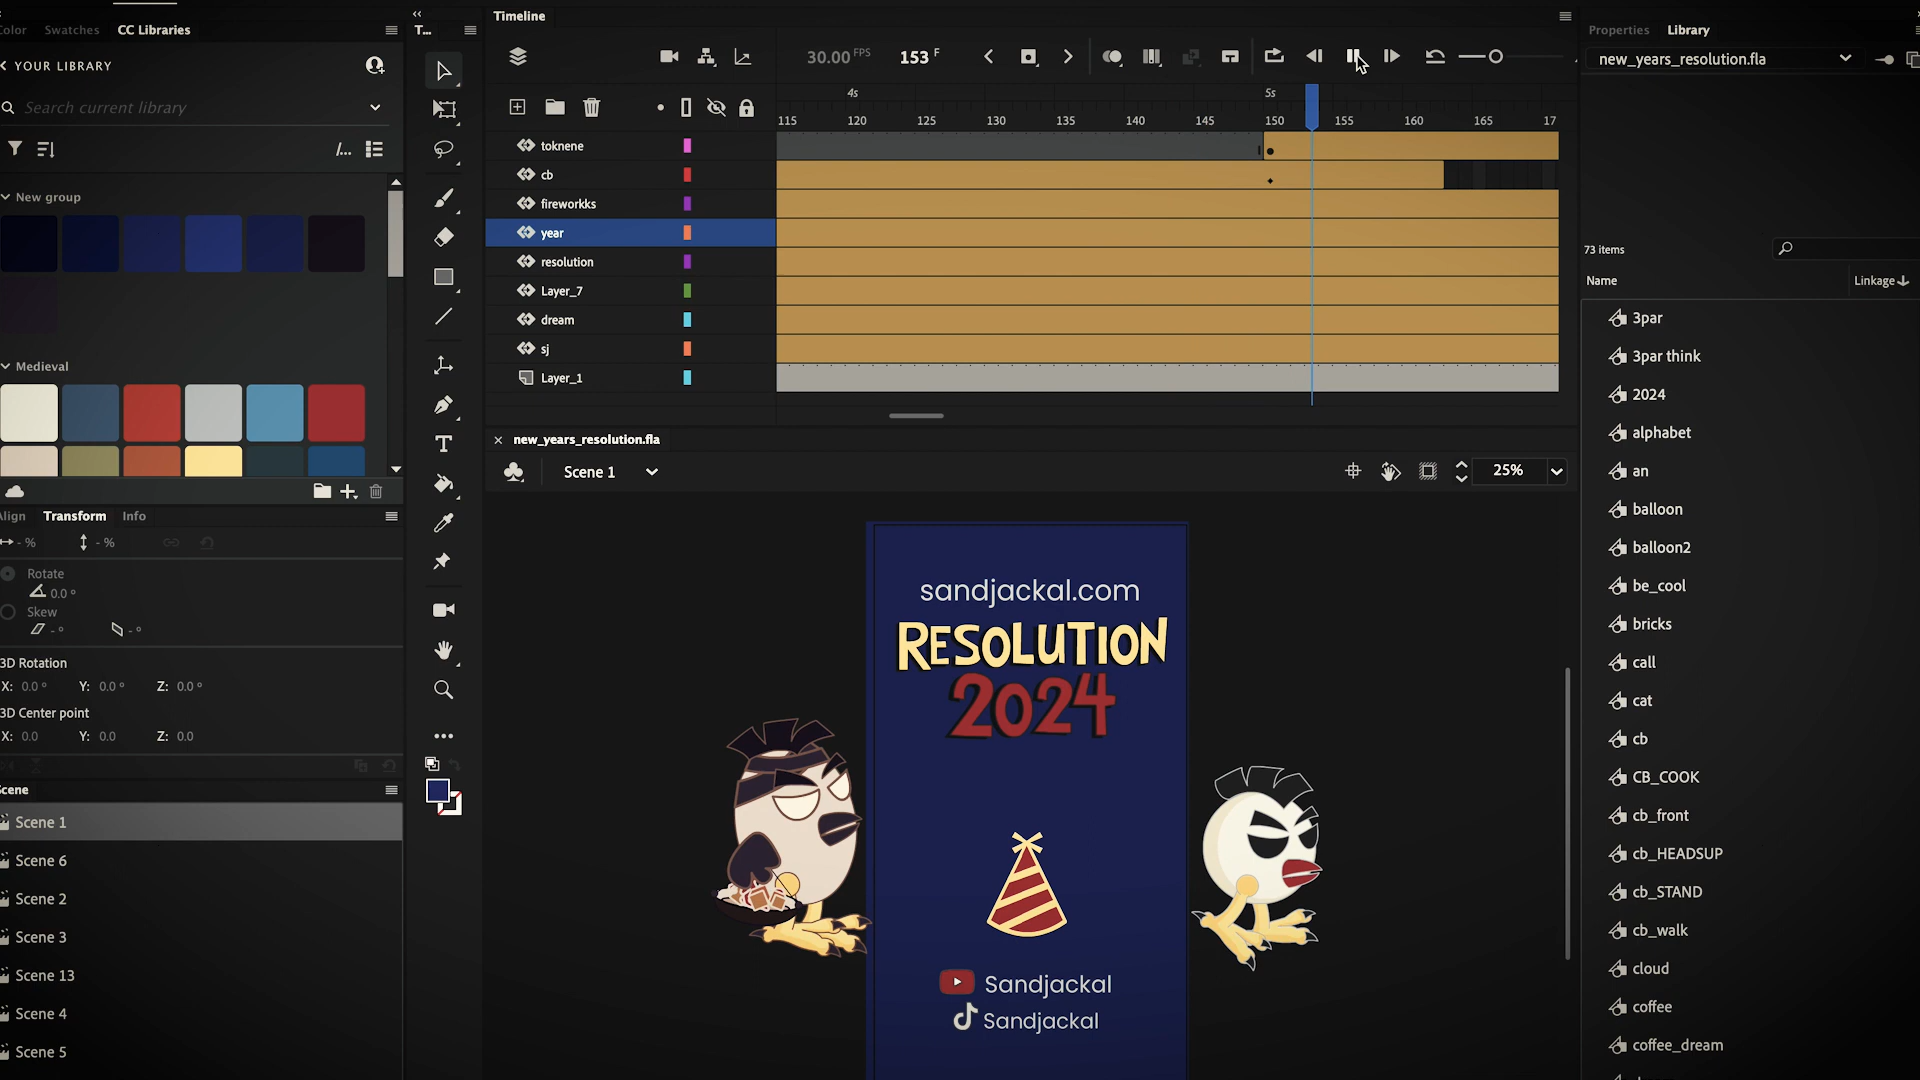 Color Swatches CC Libraries
YOUR LIBRARY
Search current library
New group
Medieval
Align Transform Info
- % - %
Rotate
0.0 °
Skew
- ° - °
3D Rotation
X: 0.0 ° Y: 0.0 ° Z: 0.0 °
3D Center point
X: 0.0 Y: 0.0 Z: 0.0
Scene
Scene 1
Scene 6
Scene 2
Scene 3
Scene 13
Scene 4
Scene 5
T...
Timeline
30.00 FPS 153 F
4s 5s
115 120 125 130 135 140 145 150 155 160 165 17
toknene
cb
fireworkks
year
resolution
Layer_7
dream
sj
Layer_1
new_years_resolution.fla
Scene 1
25%
sandjackal.com
RESOLUTION
2024
Sandjackal
Sandjackal
Properties Library
new_years_resolution.fla
73 items
Name Linkage
3par
3par think
2024
alphabet
an
balloon
balloon2
be_cool
bricks
call
cat
cb
CB_COOK
cb_front
cb_HEADSUP
cb_STAND
cb_walk
cloud
coffee
coffee_dream